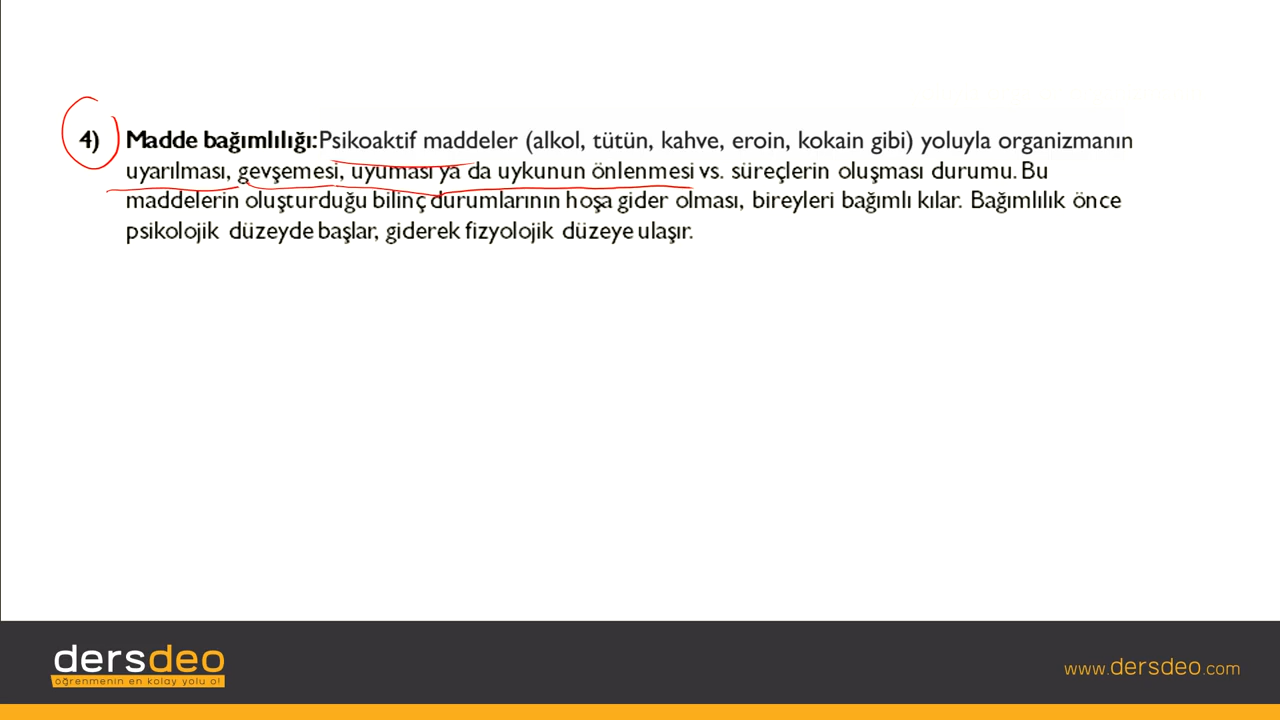 4) Madde bağımlılığı:Psikoaktif maddeler (alkol, tütün, kahve, eroin, kokain gibi) yoluyla organizmanın
uyarılması, gevşemesi, uyuması ya da uykunun önlenmesi vs. süreçlerin oluşması durumu. Bu
maddelerin oluşturduğu bilinç durumlarının hoşa gider olması, bireyleri bağımlı kılar. Bağımlılık önce
psikolojik düzeyde başlar, giderek fizyolojik düzeye ulaşır.
dersdeo
öğrenmenin en kolay yolu o!
www.dersdeo.com